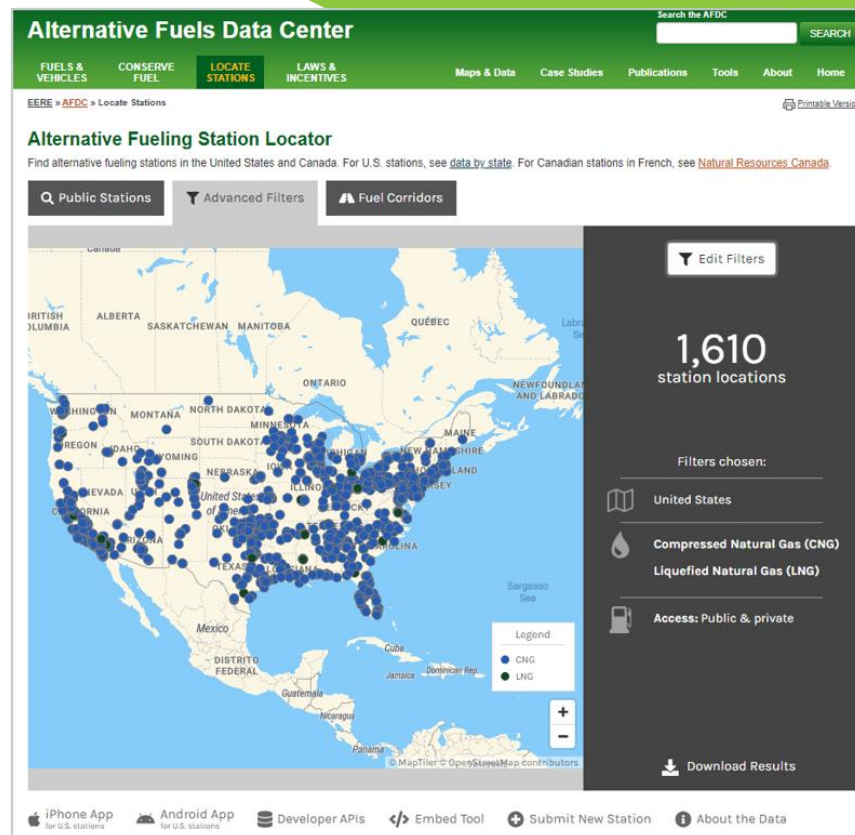 Search the AFDC
Alternative Fuels Data Center
SEARCH
FUELS & VEHICLES
CONSERVE FUEL
LOCATE STATIONS
LAWS & INCENTIVES
Maps & Data
Case Studies
Publications
Tools
About
Home
EERE » AFDC » Locate Stations
Printable Versio
Alternative Fueling Station Locator
Find alternative fueling stations in the United States and Canada. For U.S. stations, see data by state. For Canadian stations in French, see Natural Resources Canada.
Public Stations
Advanced Filters
Fuel Corridors
Edit Filters
1,610
station locations
Filters chosen:
United States
Compressed Natural Gas (CNG)
Liquefied Natural Gas (LNG)
Access: Public & private
Download Results
ALBERTA
SASKATCHEWAN
MANITOBA
QUÉBEC
ONTARIO
MONTANA
NORTH DAKOTA
SOUTH DAKOTA
MAINE
Sargasso
Sea
Mexico
DISTRITO
FEDERAL
Cuba
Jamaica
Dominican Rep.
Guatemala
Nicaragua
Panama
Legend
CNG
LNG
+
−
© MapTiler © OpenStreetMap contributors
iPhone App
for U.S. stations
Android App
for U.S. stations
Developer APIs
Embed Tool
Submit New Station
About the Data